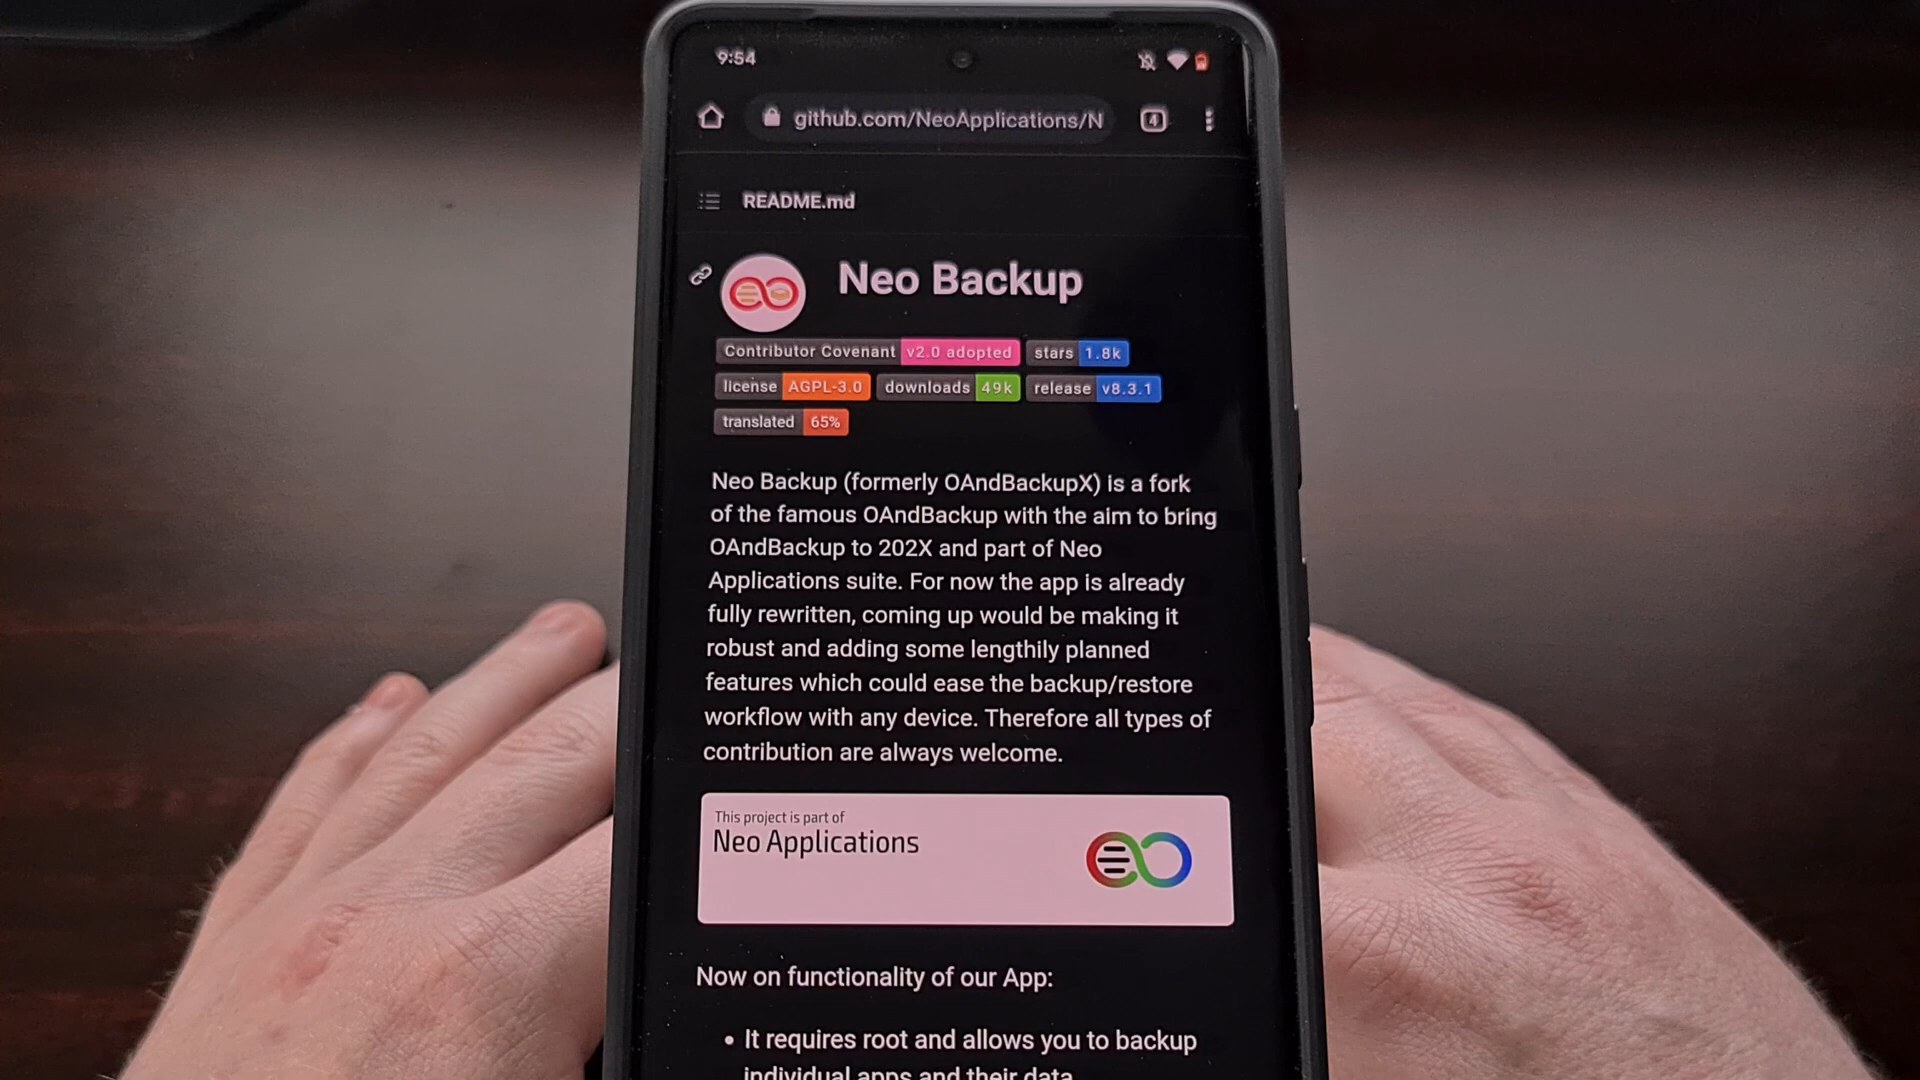 9:54
github.com/NeoApplications/N
4
README.md
Neo Backup
Contributor Covenant v2.0 adopted stars 1.8k
license AGPL-3.0 downloads 49k release v8.3.1
translated 65%
Neo Backup (formerly OAndBackupX) is a fork
of the famous OAndBackup with the aim to bring
OAndBackup to 202X and part of Neo
Applications suite. For now the app is already
fully rewritten, coming up would be making it
robust and adding some lengthily planned
features which could ease the backup/restore
workflow with any device. Therefore all types of
contribution are always welcome.
This project is part of
Neo Applications
Now on functionality of our App:
• It requires root and allows you to backup
individual apps and their data